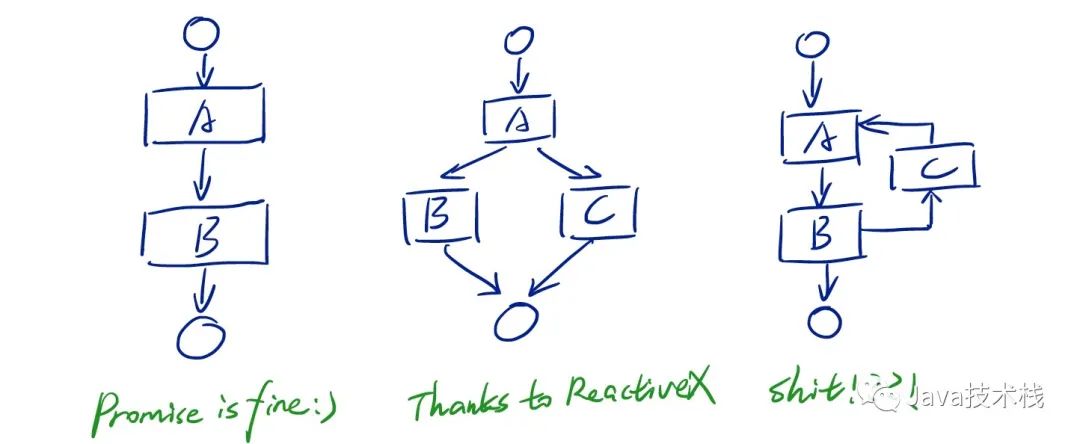 A
B
Promise is fine:)
A
B
C
Thanks to ReactiveX
A
C
B
shit!
Java技术栈